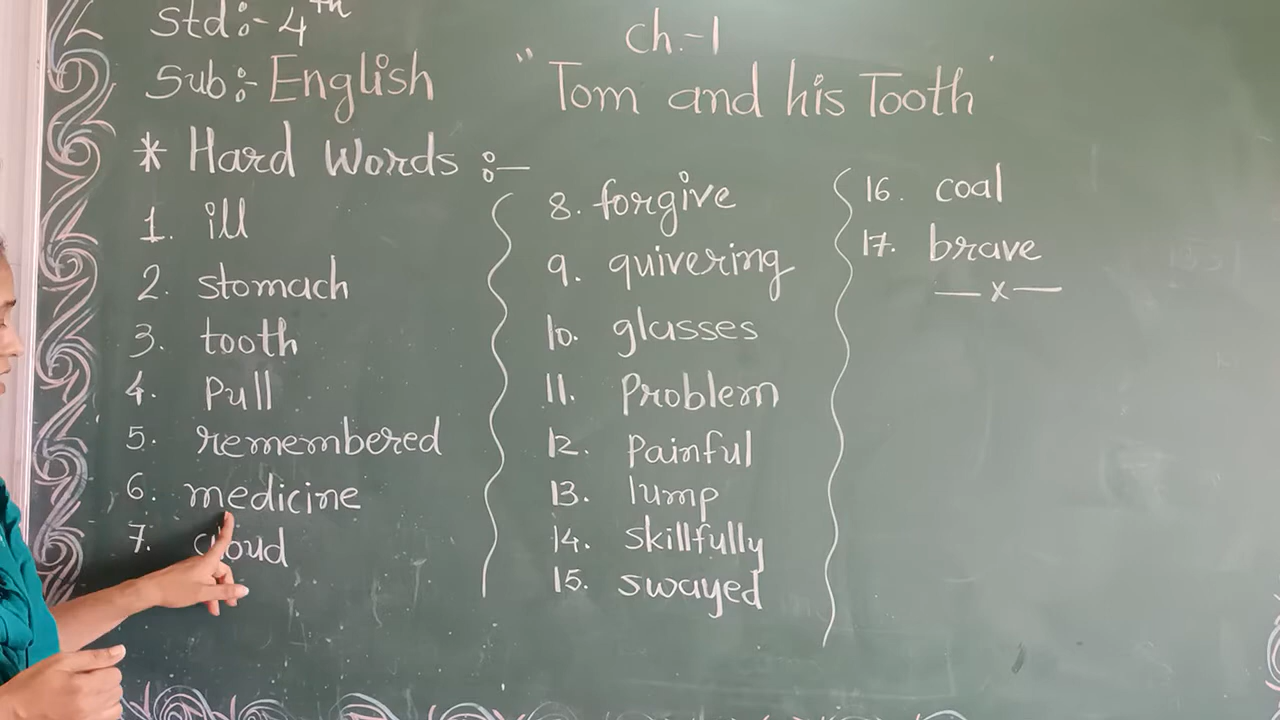 Std:- 4th
Sub:- English
Ch.-1
"Tom and his Tooth"
* Hard Words :-
1. ill
2. stomach
3. tooth
4. Pull
5. remembered
6. medicine
7. cloud
8. forgive
9. quivering
10. glasses
11. Problem
12. Painful
13. lump
14. skillfully
15. swayed
16. coal
17. brave
—x—